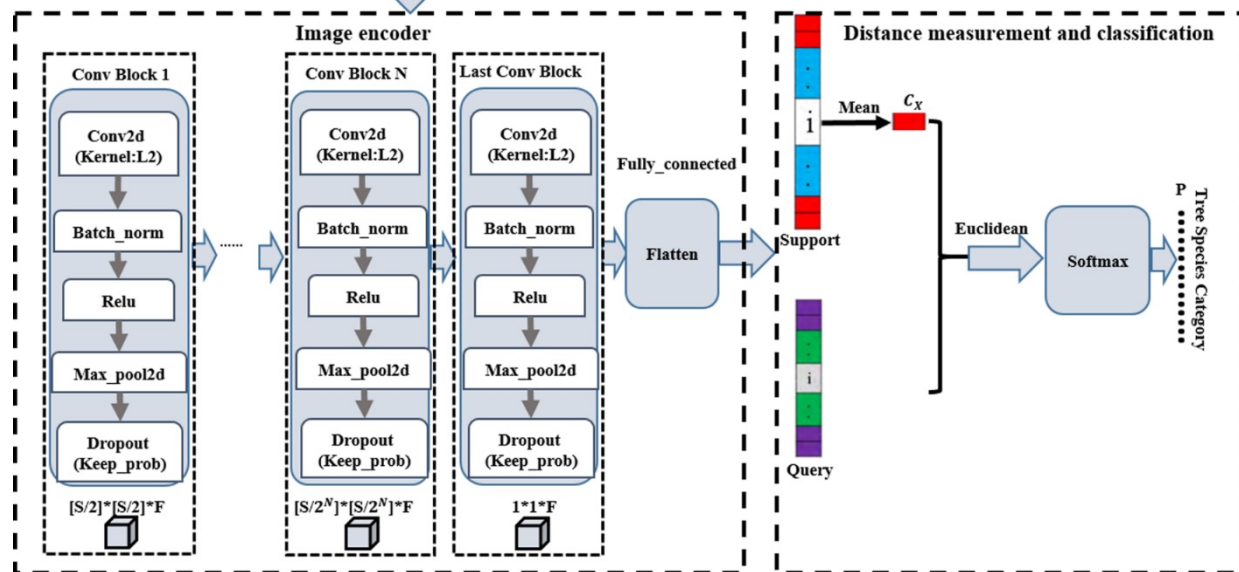 Image encoder
Conv Block 1
Conv2d
(Kernel:L2)
Batch_norm
Relu
Max_pool2d
Dropout
(Keep_prob)
[S/2]*[S/2]*F
......
Conv Block N
Conv2d
(Kernel:L2)
Batch_norm
Relu
Max_pool2d
Dropout
(Keep_prob)
[S/2^N]*[S/2^N]*F
Last Conv Block
Conv2d
(Kernel:L2)
Batch_norm
Relu
Max_pool2d
Dropout
(Keep_prob)
1*1*F
Fully_connected
Flatten
Distance measurement and classification
:
i
:
Support
Mean
C_X
:
i
:
Query
Euclidean
Softmax
P
Tree Species Category